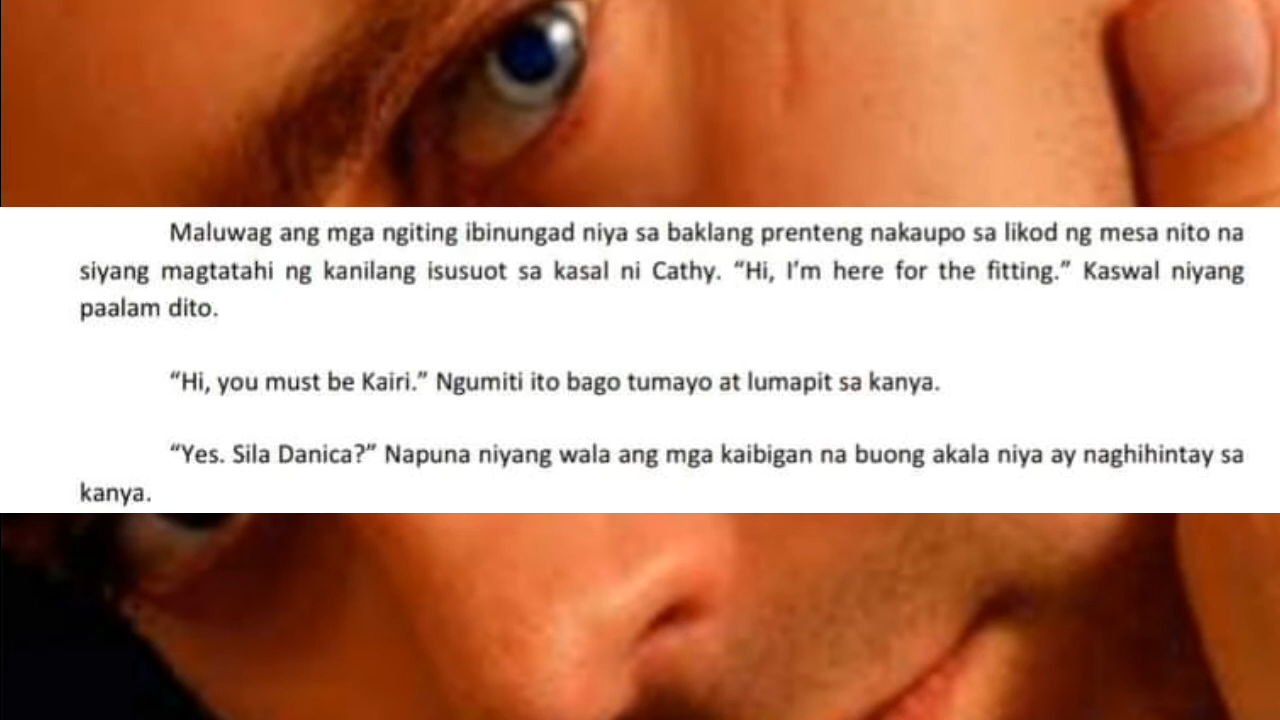 Maluwag ang mga ngiting ibinungad niya sa baklang prenteng nakaupo sa likod ng mesa nito na
siyang magtatahi ng kanilang isusuot sa kasal ni Cathy. “Hi, I’m here for the fitting.” Kaswal niyang
paalam dito.
“Hi, you must be Kairi.” Ngumiti ito bago tumayo at lumapit sa kanya.
“Yes. Sila Danica?” Napuna niyang wala ang mga kaibigan na buong akala niya ay naghihintay sa
kanya.